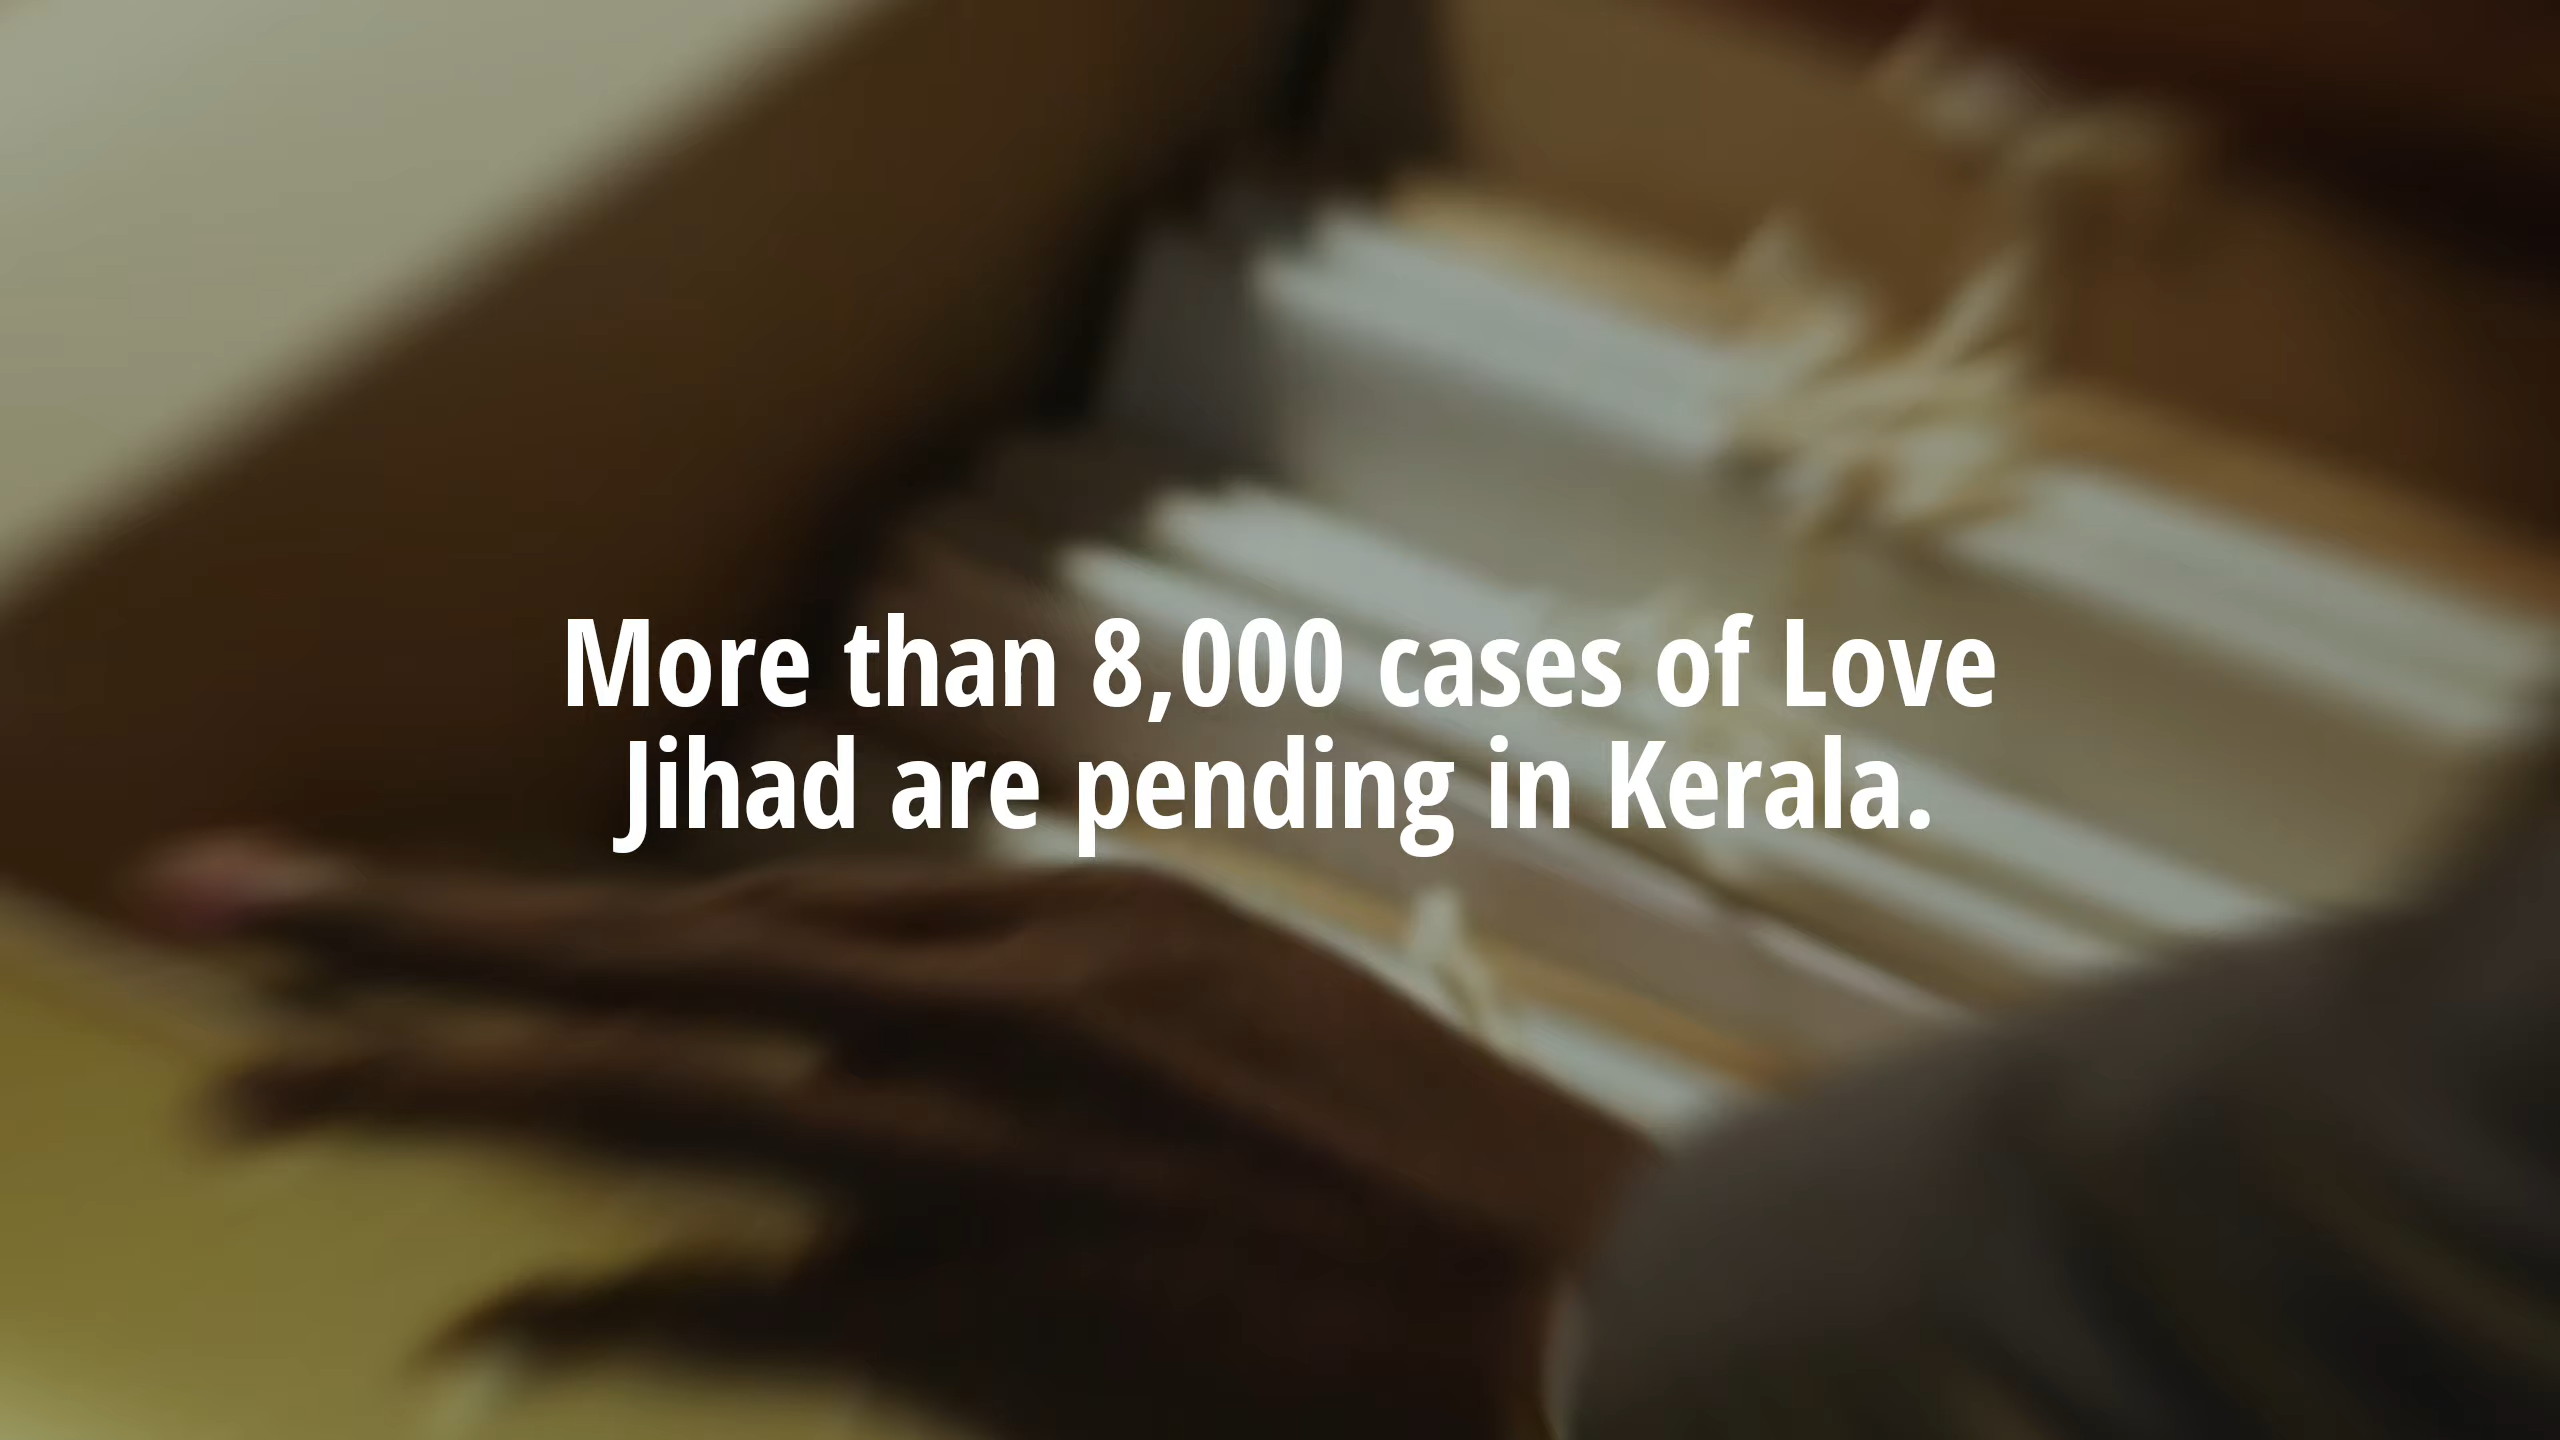 More than 8,000 cases of Love
Jihad are pending in Kerala.